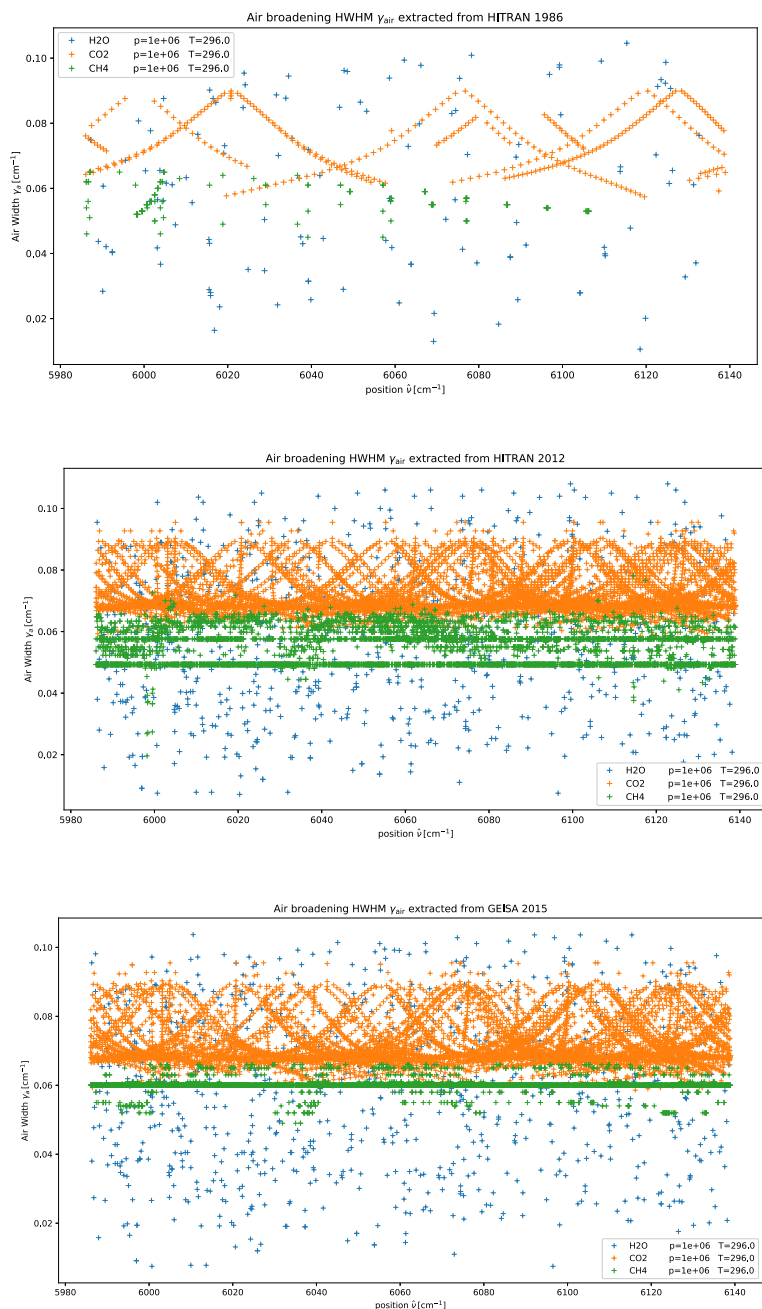 Air broadening HWHM γair extracted from HITRAN 1986
H2O p=1e+06 T=296.0
CO2 p=1e+06 T=296.0
CH4 p=1e+06 T=296.0
Air Width γa [cm−1]
0.10
0.08
0.06
0.04
0.02
5980 6000 6020 6040 6060 6080 6100 6120 6140
position ν̂ [cm−1]
Air broadening HWHM γair extracted from HITRAN 2012
Air Width γa [cm−1]
0.10
0.08
0.06
0.04
0.02
H2O p=1e+06 T=296.0
CO2 p=1e+06 T=296.0
CH4 p=1e+06 T=296.0
5980 6000 6020 6040 6060 6080 6100 6120 6140
position ν̂ [cm−1]
Air broadening HWHM γair extracted from GEISA 2015
Air Width γa [cm−1]
0.10
0.08
0.06
0.04
0.02
H2O p=1e+06 T=296.0
CO2 p=1e+06 T=296.0
CH4 p=1e+06 T=296.0
5980 6000 6020 6040 6060 6080 6100 6120 6140
position ν̂ [cm−1]